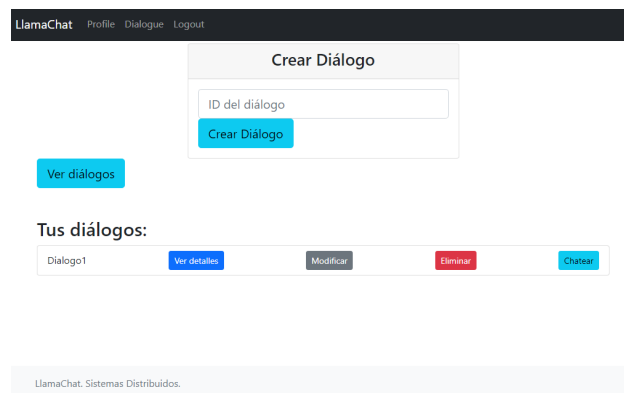 LlamaChat Profile Dialogue Logout
Crear Diálogo
ID del diálogo
Crear Diálogo
Ver diálogos
Tus diálogos:
Dialogo1 Ver detalles Modificar Eliminar Chatear
LlamaChat. Sistemas Distribuidos.